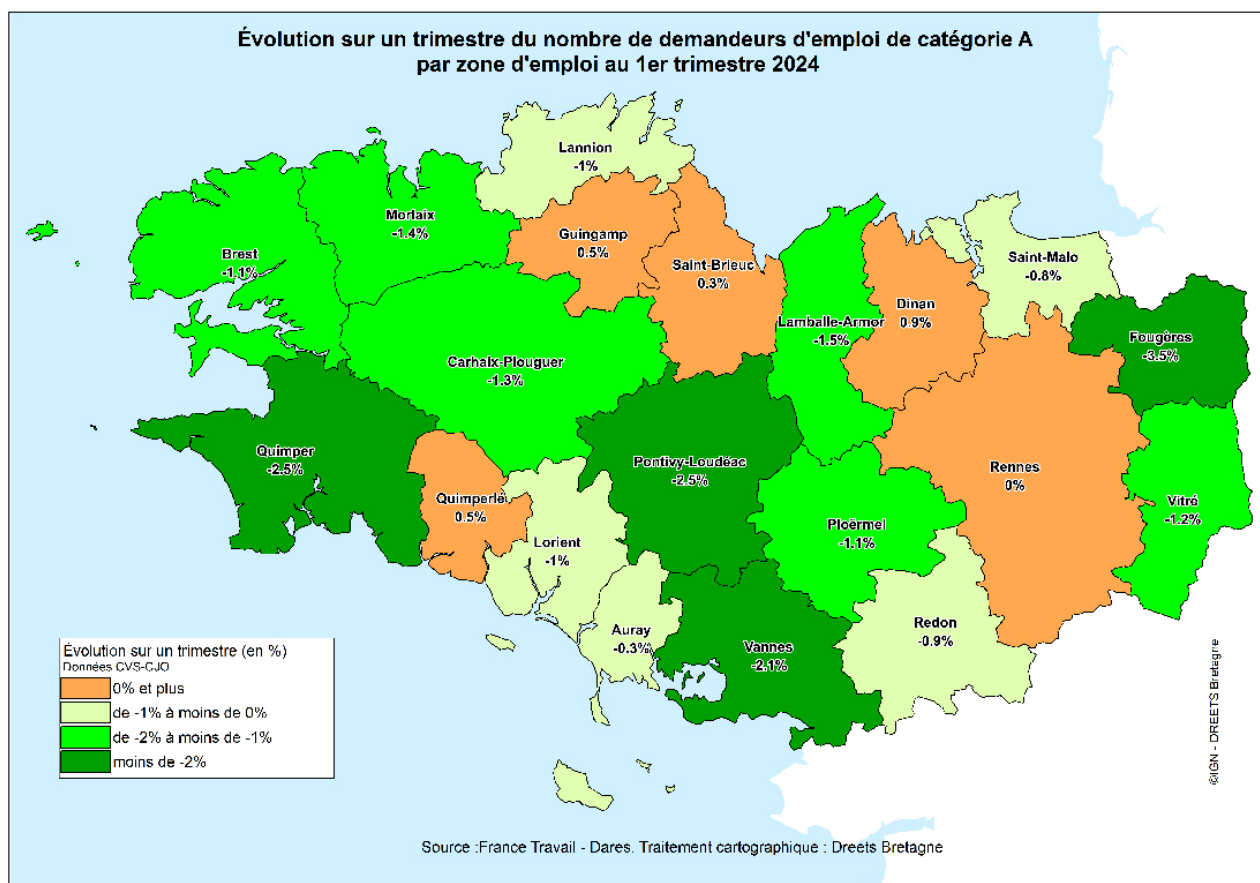 Évolution sur un trimestre du nombre de demandeurs d'emploi de catégorie A
par zone d'emploi au 1er trimestre 2024
Lannion
-1%
Morlaix
-1.4%
Guingamp
0.5%
Brest
-1.1%
Saint-Brieuc
0.3%
Saint-Malo
-0.8%
Dinan
0.9%
Lamballe-Armor
-1.5%
Fougères
-3.5%
Carhaix-Plouguer
-1.3%
Quimper
-2.5%
Pontivy-Loudéac
-2.5%
Rennes
0%
Quimperlé
0.5%
Vitré
-1.2%
Ploërmel
-1.1%
Lorient
-1%
Redon
-0.9%
Auray
-0.3%
Vannes
-2.1%
Évolution sur un trimestre (en %)
Données CVS-CJO
0% et plus
de -1% à moins de 0%
de -2% à moins de -1%
moins de -2%
©IGN - DREETS Bretagne
Source :France Travail - Dares. Traitement cartographique : Dreets Bretagne